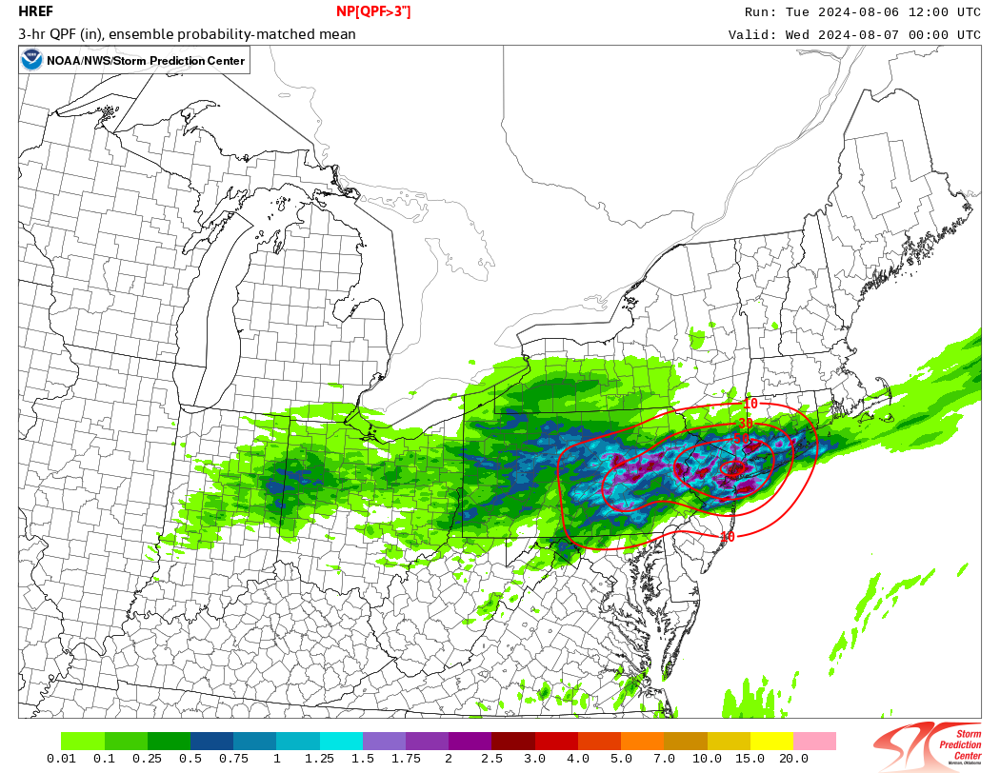 HREF NP[QPF>3"] Run: Tue 2024-08-06 12:00 UTC
3-hr QPF (in), ensemble probability-matched mean Valid: Wed 2024-08-07 00:00 UTC
NOAA/NWS/Storm Prediction Center
10
30
50
10
0.01 0.1 0.25 0.5 0.75 1 1.25 1.5 1.75 2 2.5 3.0 4.0 5.0 7.0 10.0 15.0 20.0
Storm
Prediction
Center
Norman, Oklahoma